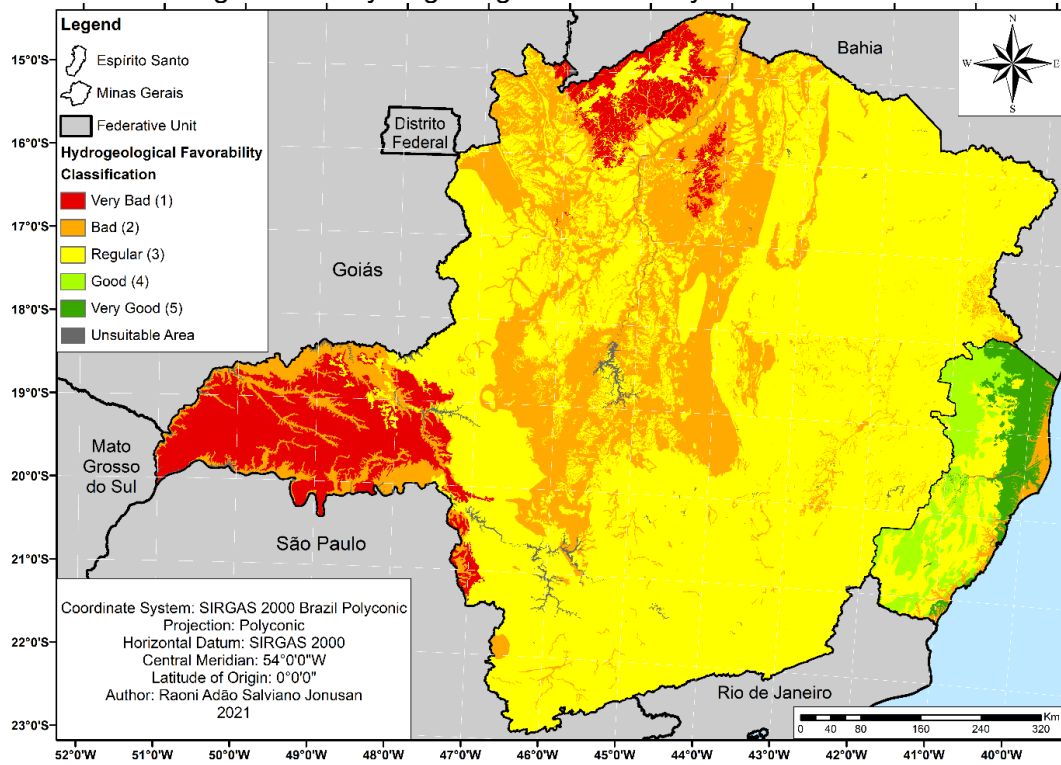 Legend
Espírito Santo
Minas Gerais
Federative Unit
Hydrogeological Favorability
Classification
Very Bad (1)
Bad (2)
Regular (3)
Good (4)
Very Good (5)
Unsuitable Area
N
W
E
S
Bahia
Distrito
Federal
Goiás
Mato
Grosso
do Sul
São Paulo
Rio de Janeiro
15°0'S
16°0'S
17°0'S
18°0'S
19°0'S
20°0'S
21°0'S
22°0'S
23°0'S
Coordinate System: SIRGAS 2000 Brazil Polyconic
Projection: Polyconic
Horizontal Datum: SIRGAS 2000
Central Meridian: 54°0'0"W
Latitude of Origin: 0°0'0"
Author: Raoni Adão Salviano Jonusan
2021
Km
0 40 80 160 240 320
52°0'W 51°0'W 50°0'W 49°0'W 48°0'W 47°0'W 46°0'W 45°0'W 44°0'W 43°0'W 42°0'W 41°0'W 40°0'W